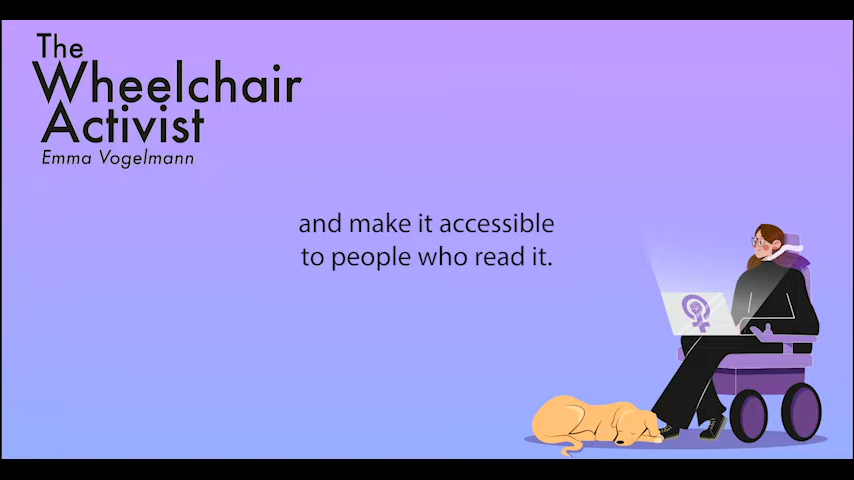 The
Wheelchair
Activist
Emma Vogelmann
and make it accessible
to people who read it.